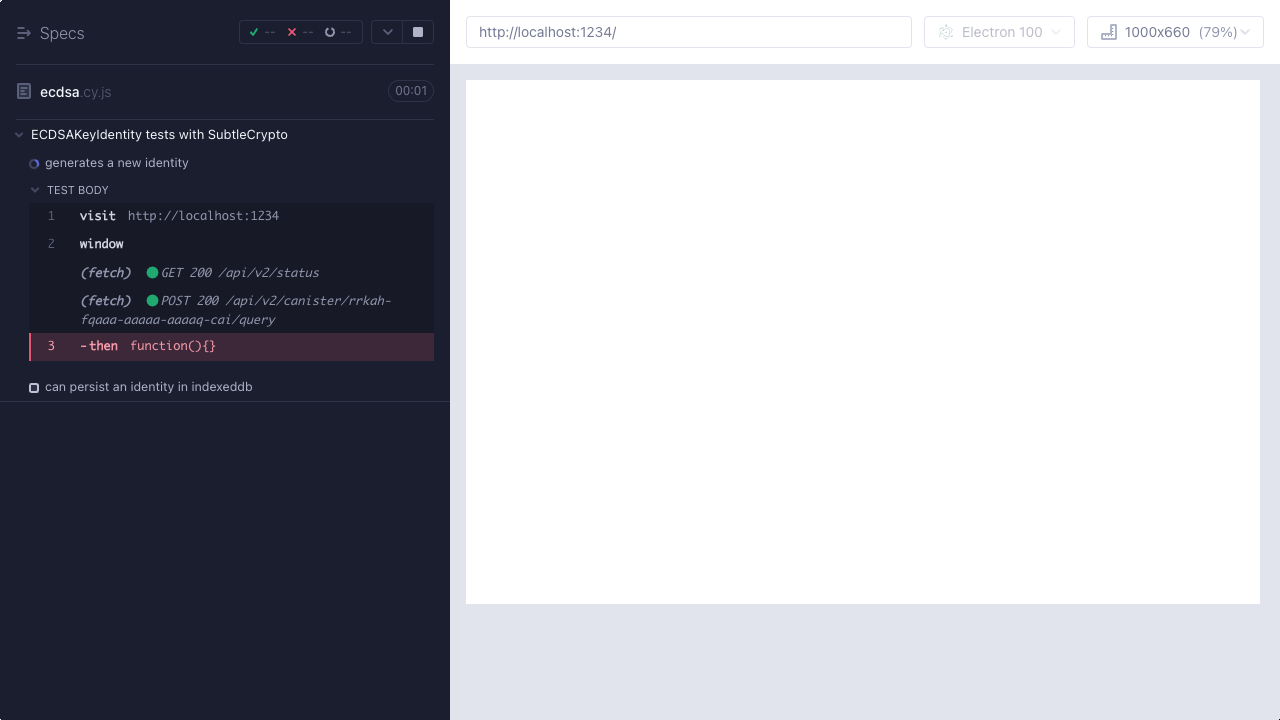 Specs
-- -- --
ecdsa.cy.js 00:01
ECDSAKeyIdentity tests with SubtleCrypto
generates a new identity
TEST BODY
1 visit http://localhost:1234
2 window
(fetch) GET 200 /api/v2/status
(fetch) POST 200 /api/v2/canister/rrkah-
fqaaa-aaaaa-aaaaq-cai/query
3 -then function(){}
can persist an identity in indexeddb
http://localhost:1234/
Electron 100
1000x660 (79%)